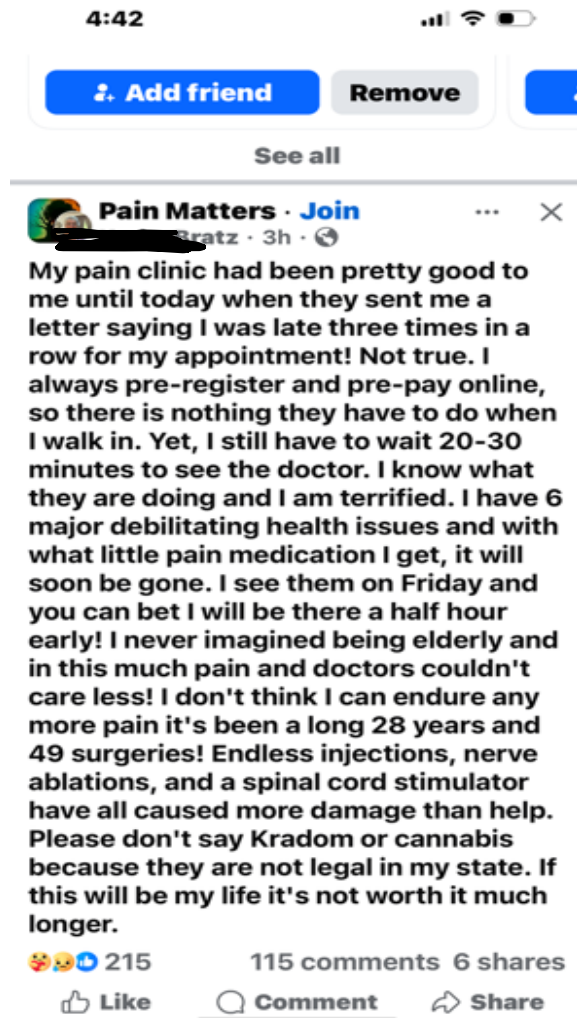 4:42
Add friend
Remove
See all
Pain Matters · Join
Bratz · 3h ·
My pain clinic had been pretty good to
me until today when they sent me a
letter saying I was late three times in a
row for my appointment! Not true. I
always pre-register and pre-pay online,
so there is nothing they have to do when
I walk in. Yet, I still have to wait 20-30
minutes to see the doctor. I know what
they are doing and I am terrified. I have 6
major debilitating health issues and with
what little pain medication I get, it will
soon be gone. I see them on Friday and
you can bet I will be there a half hour
early! I never imagined being elderly and
in this much pain and doctors couldn't
care less! I don't think I can endure any
more pain it's been a long 28 years and
49 surgeries! Endless injections, nerve
ablations, and a spinal cord stimulator
have all caused more damage than help.
Please don't say Kradom or cannabis
because they are not legal in my state. If
this will be my life it's not worth it much
longer.
215 115 comments 6 shares
Like Comment Share